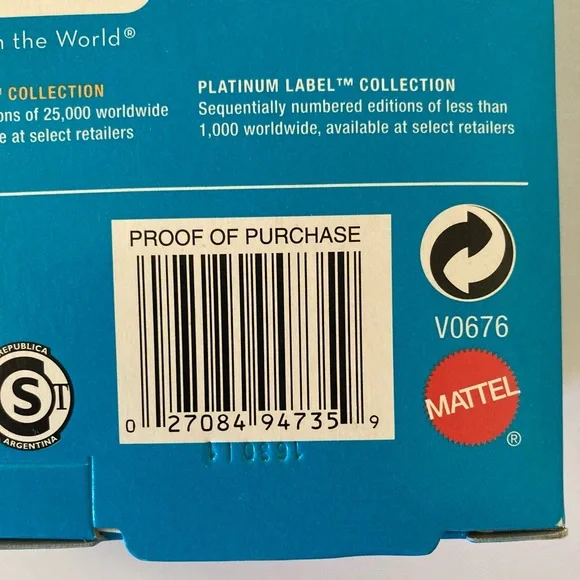 n the World®
™ COLLECTION
ons of 25,000 worldwide
e at select retailers
PLATINUM LABEL™ COLLECTION
Sequentially numbered editions of less than
1,000 worldwide, available at select retailers
PROOF OF PURCHASE
0 27084 94735 9
V0676
MATTEL
®
REPUBLICA
S T
ARGENTINA